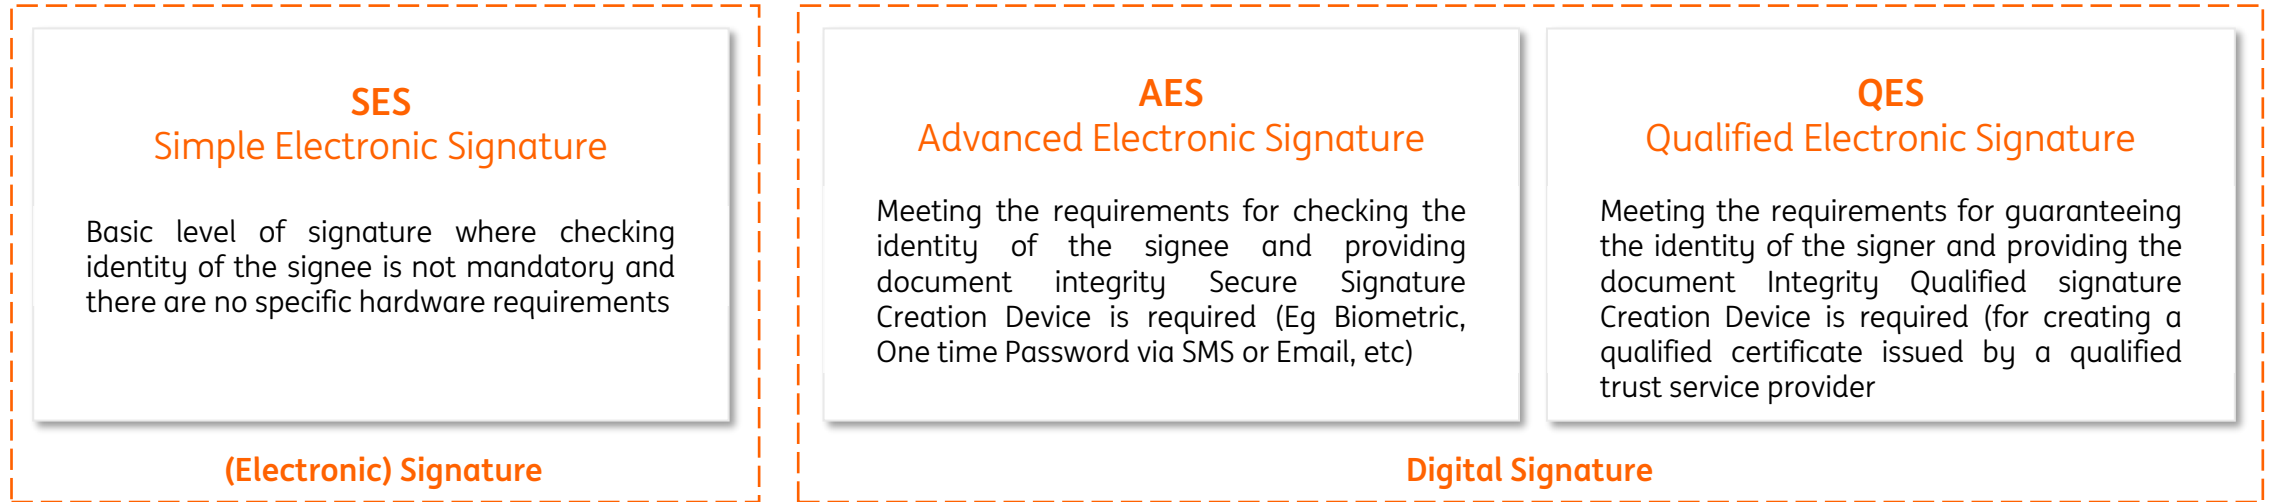 SES
Simple Electronic Signature
Basic level of signature where checking
identity of the signee is not mandatory and
there are no specific hardware requirements
(Electronic) Signature
AES
Advanced Electronic Signature
Meeting the requirements for checking the
identity of the signee and providing
document integrity Secure Signature
Creation Device is required (Eg Biometric,
One time Password via SMS or Email, etc)
QES
Qualified Electronic Signature
Meeting the requirements for guaranteeing
the identity of the signer and providing the
document Integrity Qualified signature
Creation Device is required (for creating a
qualified certificate issued by a qualified
trust service provider
Digital Signature